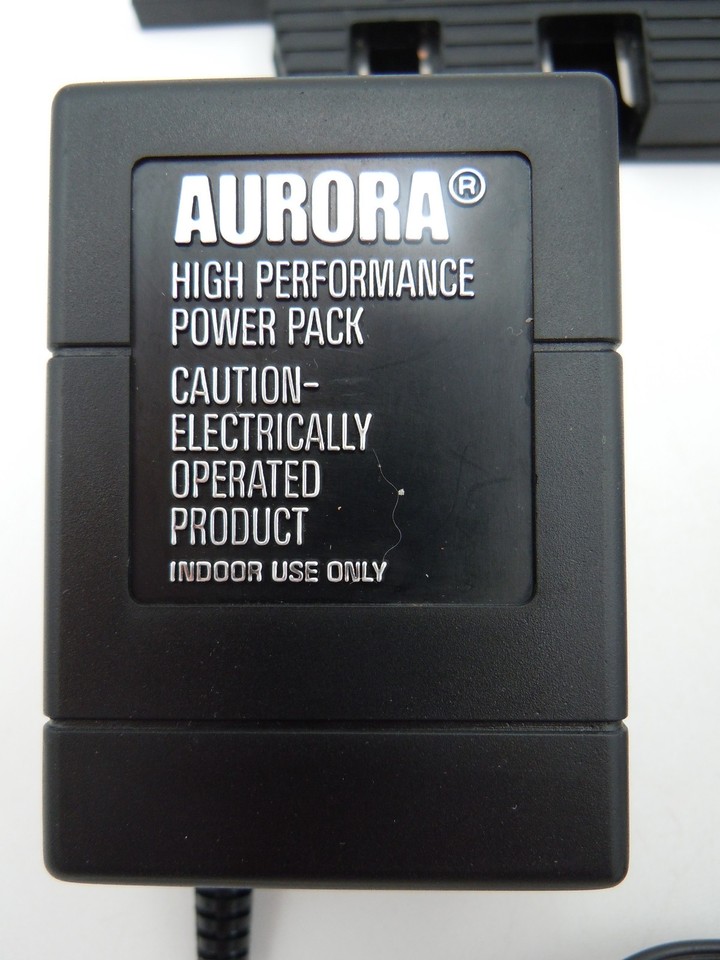 AURORA®
HIGH PERFORMANCE
POWER PACK
CAUTION-
ELECTRICALLY
OPERATED
PRODUCT
INDOOR USE ONLY